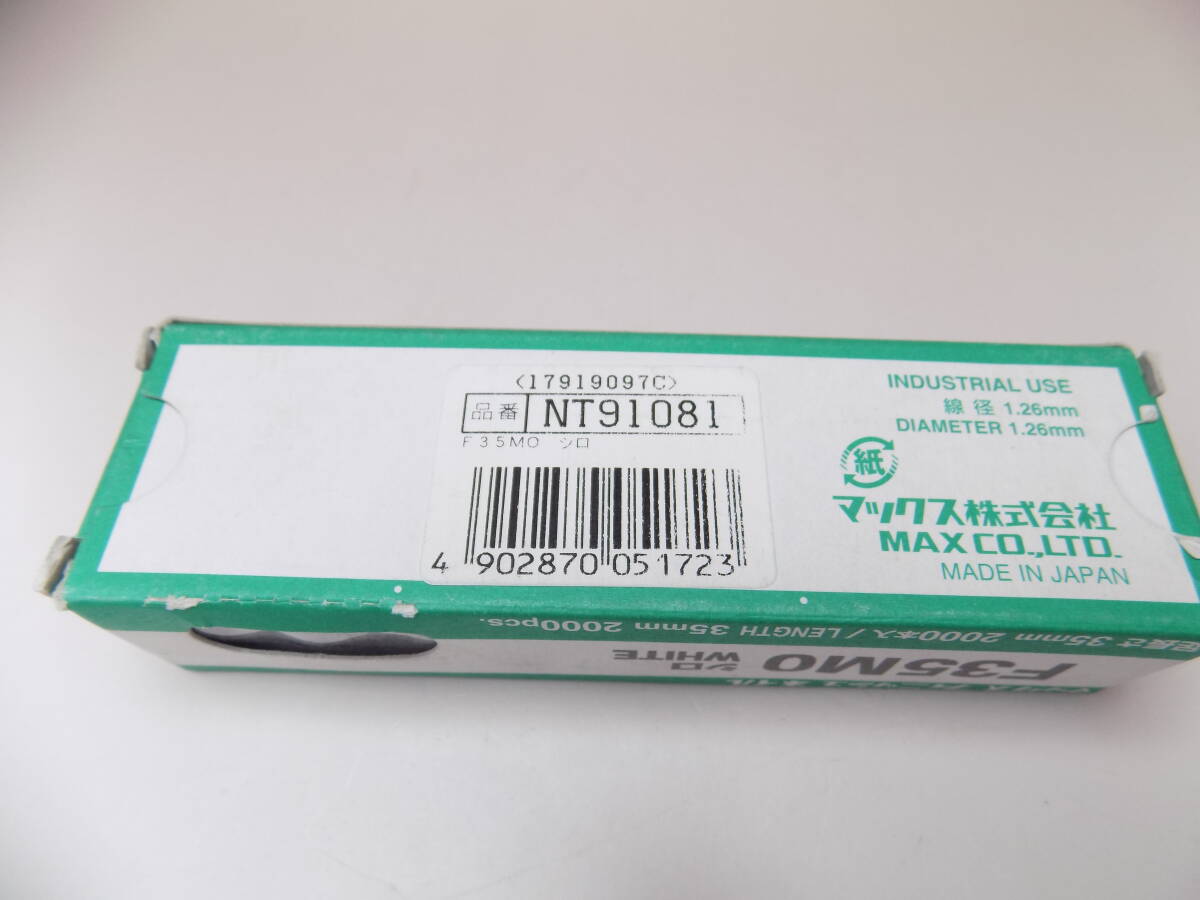 <17919097C>
品番 NT91081
F35MO シロ
4 902870 051723
INDUSTRIAL USE
線径 1.26mm
DIAMETER 1.26mm
紙
マックス株式会社
MAX CO.,LTD.
MADE IN JAPAN
長さ 35mm 2000本入 / LENGTH 35mm 2000pcs.
F35MO シロ WHITE